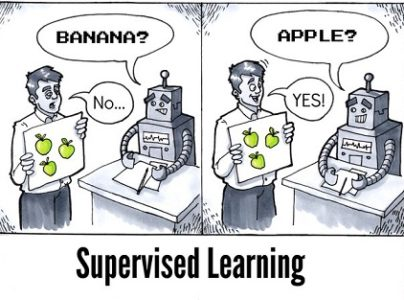 BANANA?
No...
APPLE?
YES!
Supervised Learning